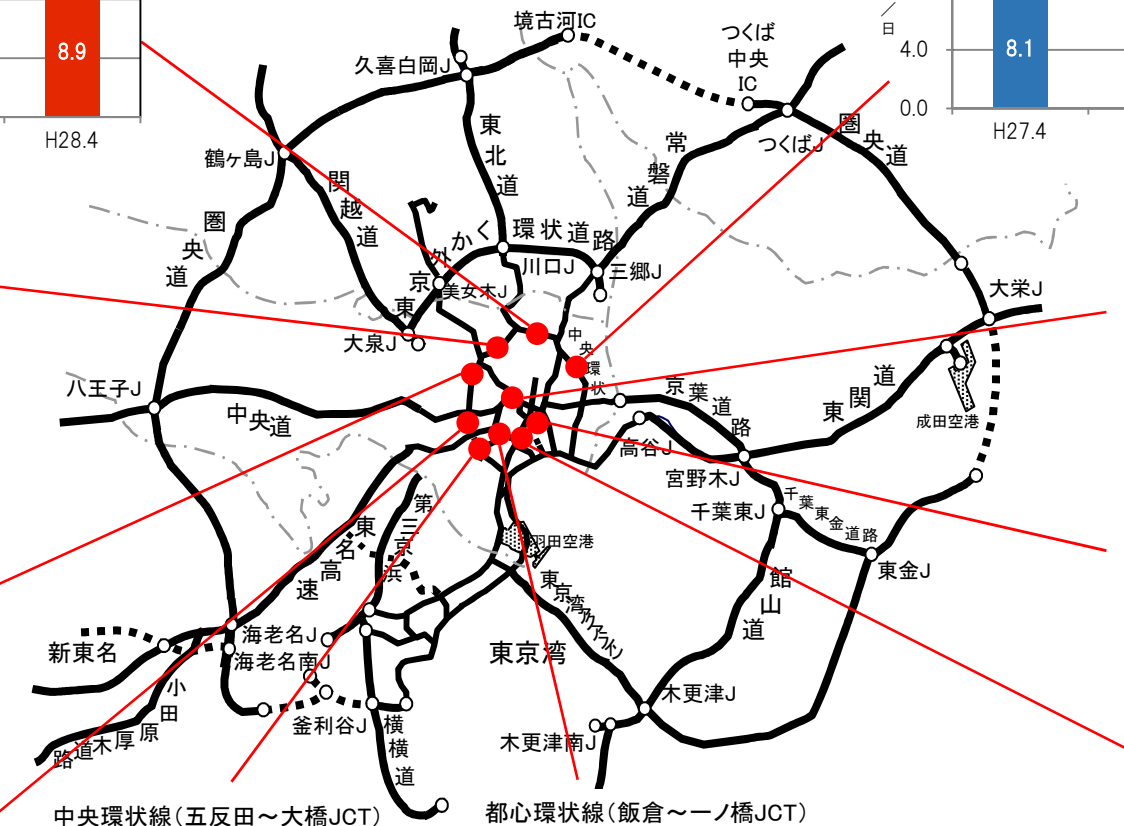 8.9
H28.4
境古河IC
久喜白岡J
つくば
中央
IC
／日
4.0
0.0
8.1
H27.4
つくばJ
圏央道
常磐道
東北道
鶴ヶ島J
関越道
圏央道
東京外かく環状道路
川口J
三郷J
美女木J
大泉J
中央環状
大栄J
八王子J
中央道
京葉道路
東関道
成田空港
高谷J
宮野木J
千葉東J
千葉東金道路
東金J
第三京浜
東名高速
羽田空港
東京湾アクアライン
館山道
海老名J
海老名南J
新東名
東京湾
小田原厚木道路
釜利谷J
横横道
木更津J
木更津南J
中央環状線（五反田～大橋JCT）
都心環状線（飯倉～一ノ橋JCT）